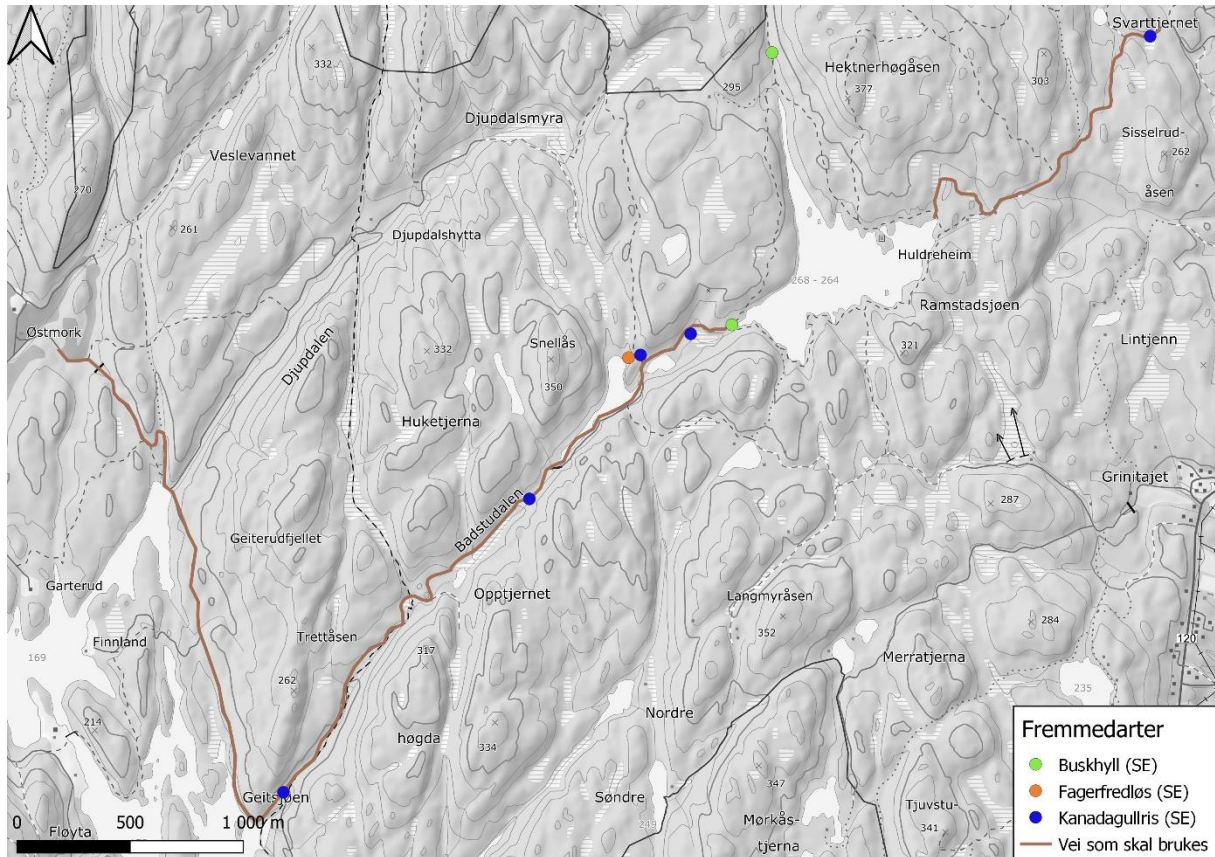 Svarttjernet
332
Hektnerhøgåsen
303
295
377
Djupdalsmyra
Sisselrud-
262
Veslevannet
270
åsen
261
Djupdalshytta
Huldreheim
268 - 264
Ramstadsjøen
Østmork
Djupdalen
332
Snellås
321
Lintjenn
350
Huketjerna
Grinitajet
Badstudalen
287
Geiterudfjellet
Garterud
Opptjernet
Langmyråsen
Finnland
Trettåsen
352
284
120
169
317
Merratjerna
262
235
214
Nordre
høgda
334
Geitsjøen
347
Søndre
Tjuvstu-
249
Mørkås-
341
tjerna
Fløyta
0 500 1 000 m
Fremmedarter
Buskhyll (SE)
Fagerfredløs (SE)
Kanadagullris (SE)
Vei som skal brukes